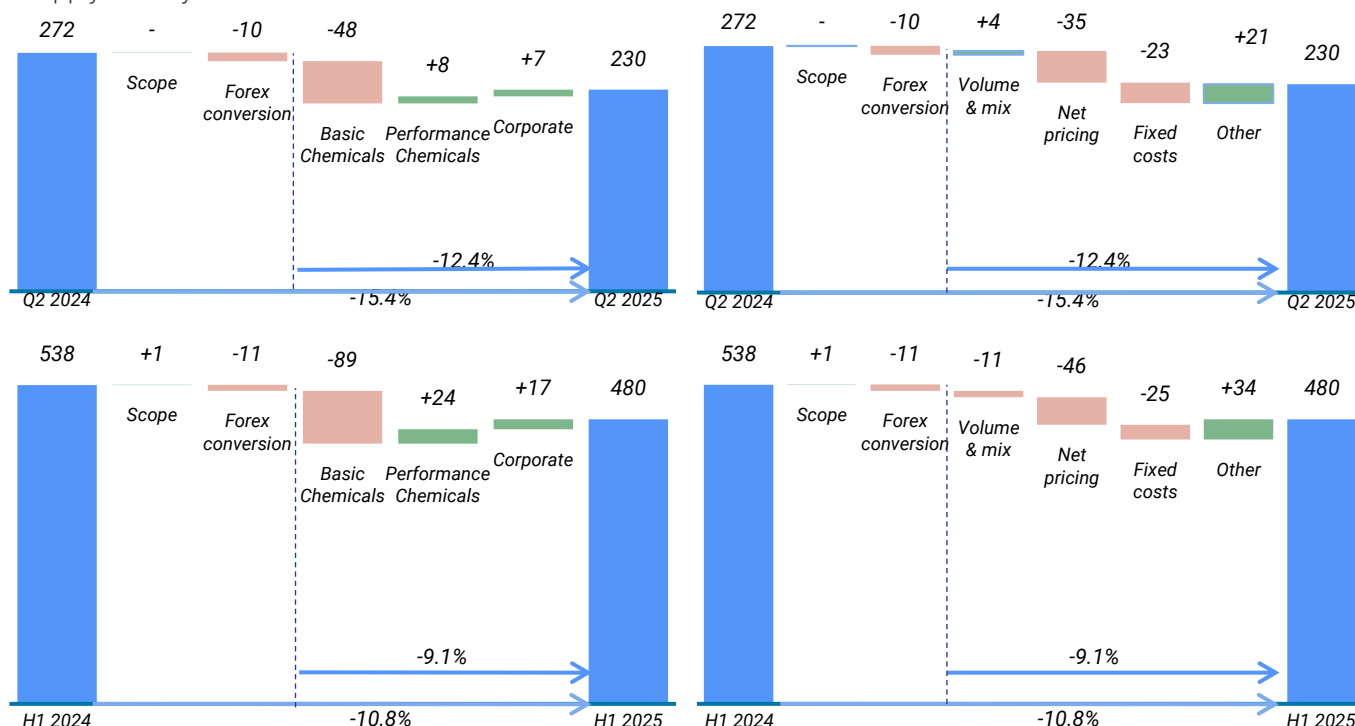 272
-
-10
-48
+8
+7
230
Scope
Forex
conversion
Basic
Chemicals
Performance
Chemicals
Corporate
-12.4%
Q2 2024
-15.4%
Q2 2025
272
-
-10
+4
-35
-23
+21
230
Scope
Forex
conversion
Volume
& mix
Net
pricing
Fixed
costs
Other
-12.4%
Q2 2024
-15.4%
Q2 2025
538
+1
-11
-89
+24
+17
480
Scope
Forex
conversion
Basic
Chemicals
Performance
Chemicals
Corporate
-9.1%
H1 2024
-10.8%
H1 2025
538
+1
-11
-11
-46
-25
+34
480
Scope
Forex
conversion
Volume
& mix
Net
pricing
Fixed
costs
Other
-9.1%
H1 2024
-10.8%
H1 2025